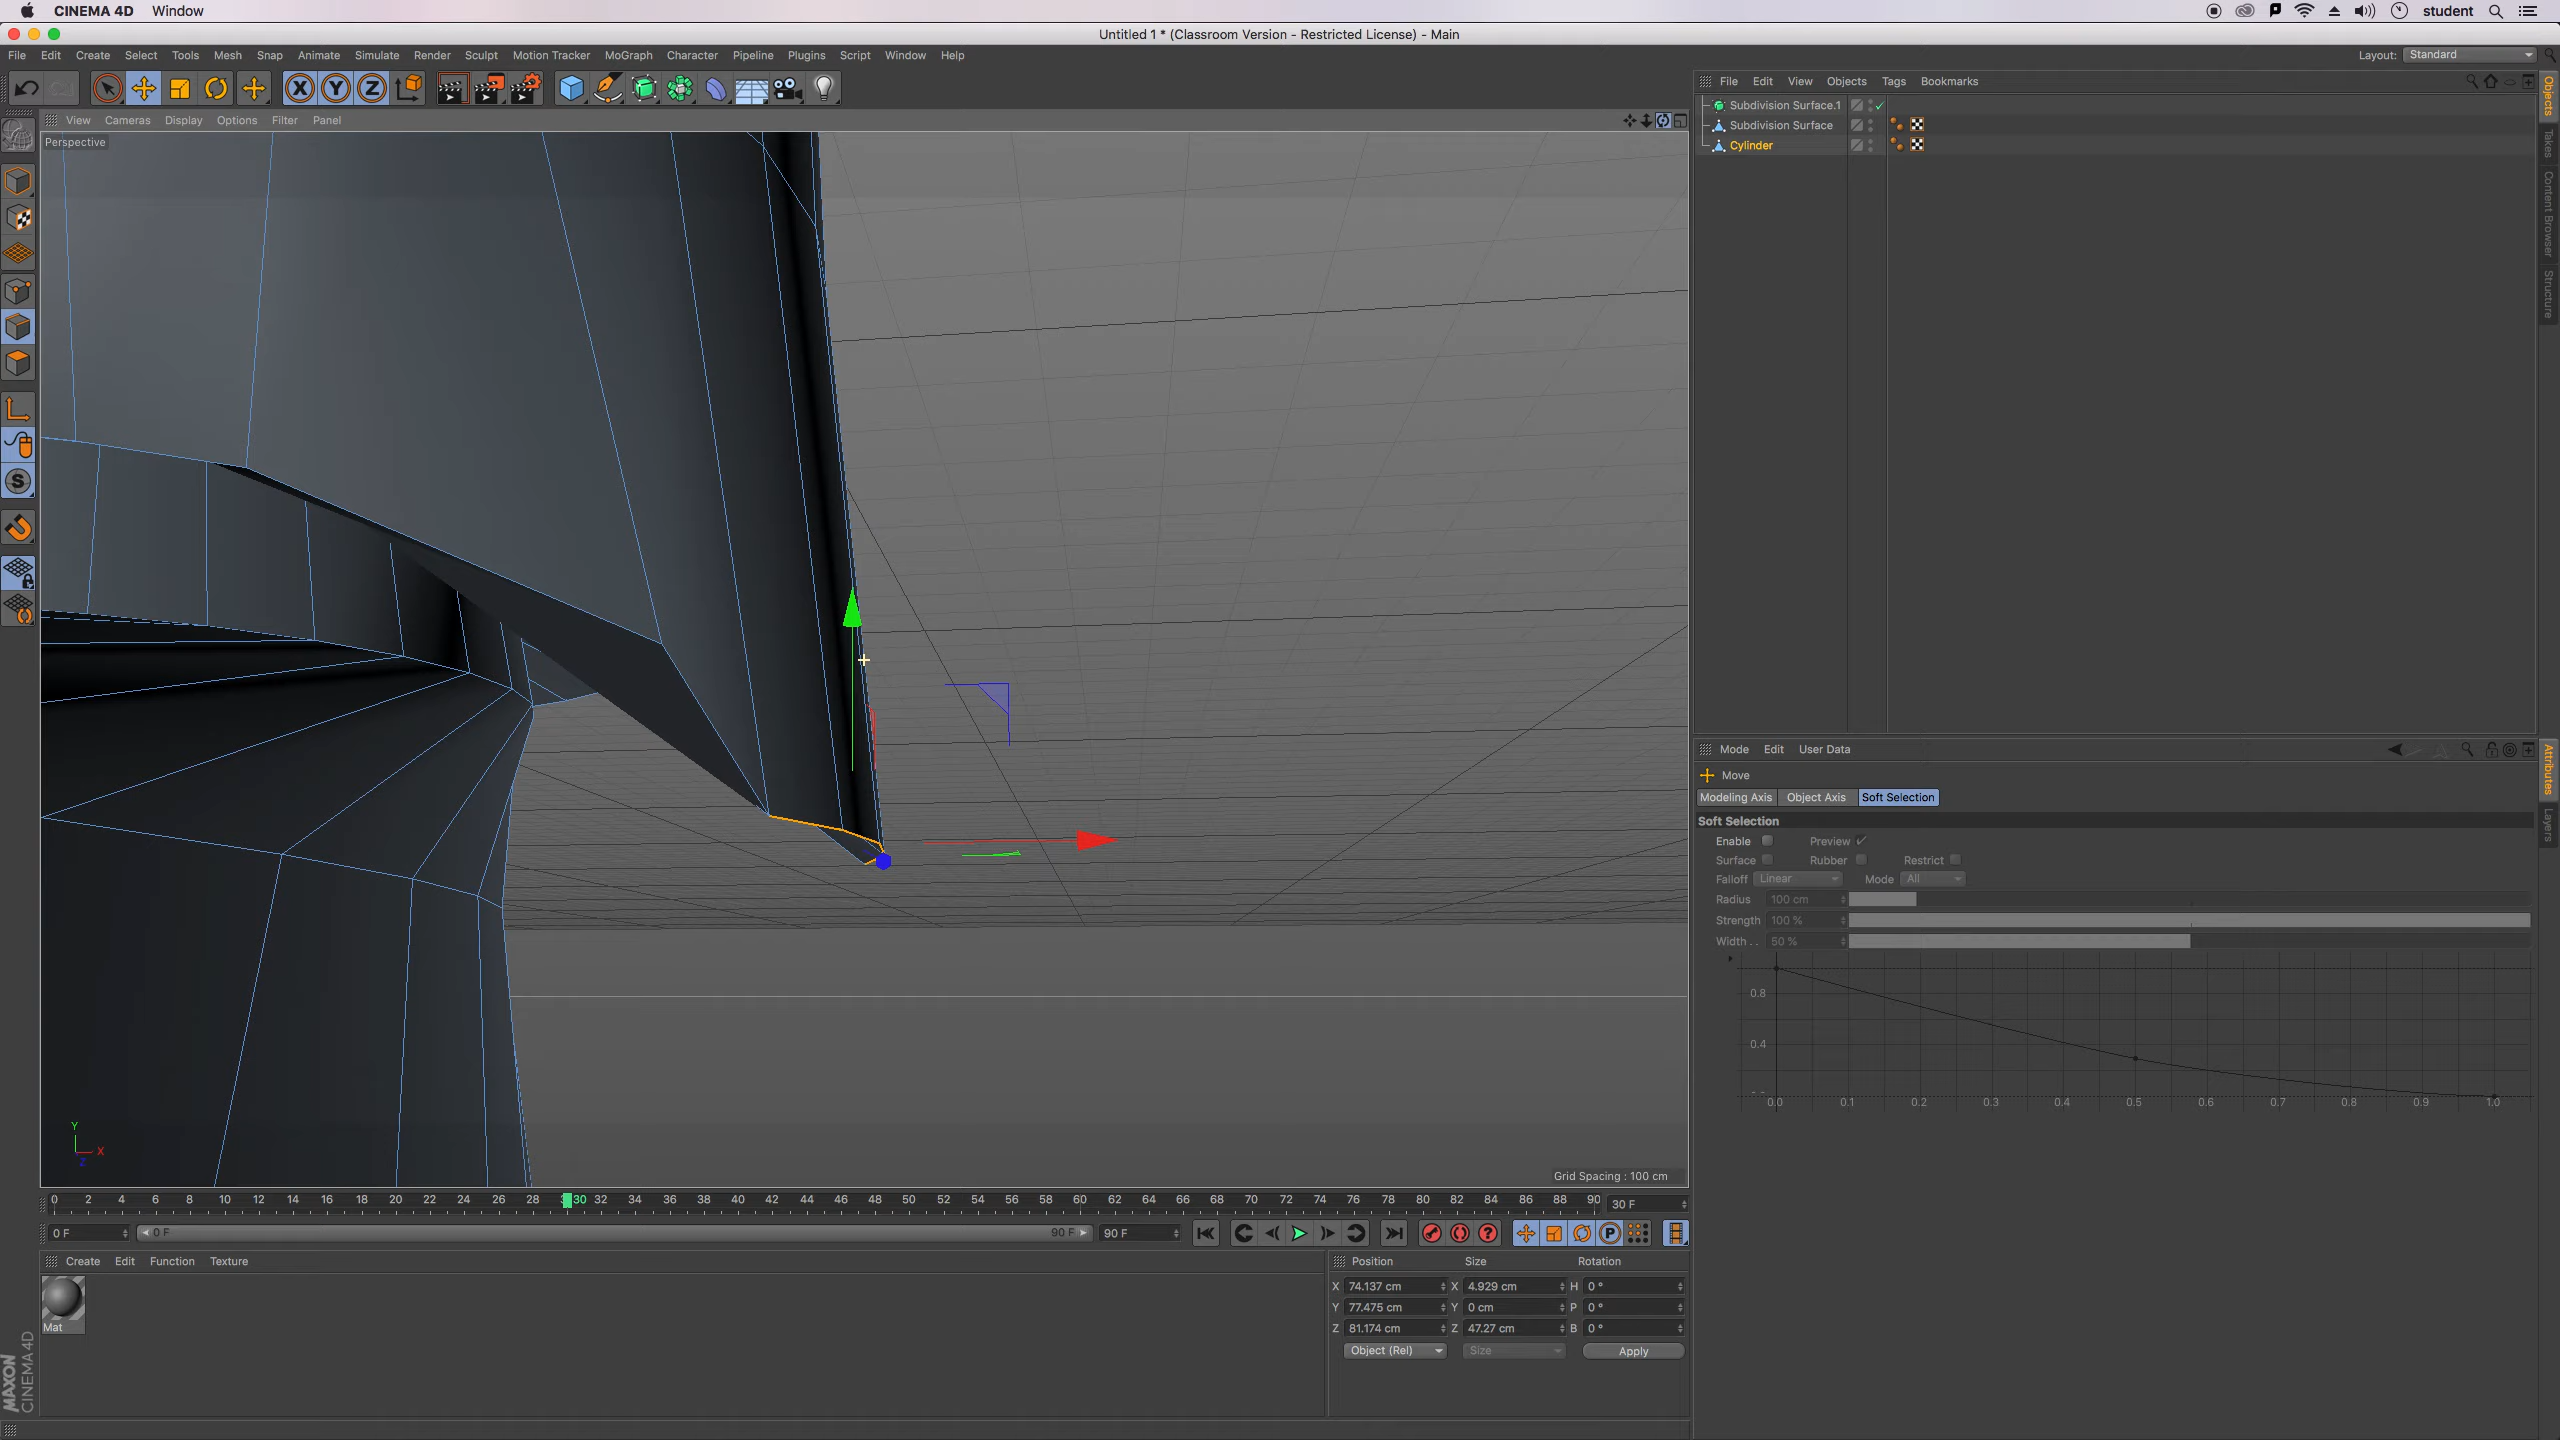 CINEMA 4D Window student
Untitled 1 * (Classroom Version - Restricted License) - Main
File Edit Create Select Tools Mesh Snap Animate Simulate Render Sculpt Motion Tracker MoGraph Character Pipeline Plugins Script Window Help Layout: Standard
X Y Z
File Edit View Objects Tags Bookmarks
Subdivision Surface.1
Subdivision Surface
Cylinder
Objects
Takes
Content Browser
Structure
View Cameras Display Options Filter Panel
Perspective
S
Y
X
Z
Grid Spacing : 100 cm
Mode Edit User Data
Move
Modeling Axis Object Axis Soft Selection
Soft Selection
Enable Preview
Surface Rubber Restrict
Falloff Linear Mode All
Radius 100 cm
Strength 100 %
Width . . 50 %
0.8
0.4
0.0 0.1 0.2 0.3 0.4 0.5 0.6 0.7 0.8 0.9 1.0
Attributes
Layers
0 2 4 6 8 10 12 14 16 18 20 22 24 26 28 30 32 34 36 38 40 42 44 46 48 50 52 54 56 58 60 62 64 66 68 70 72 74 76 78 80 82 84 86 88 90 30 F
0 F 0 F 90 F 90 F
P
Create Edit Function Texture
Mat
MAXON
CINEMA 4D
Position Size Rotation
X 74.137 cm X 4.929 cm H 0 °
Y 77.475 cm Y 0 cm P 0 °
Z 81.174 cm Z 47.27 cm B 0 °
Object (Rel) Size Apply